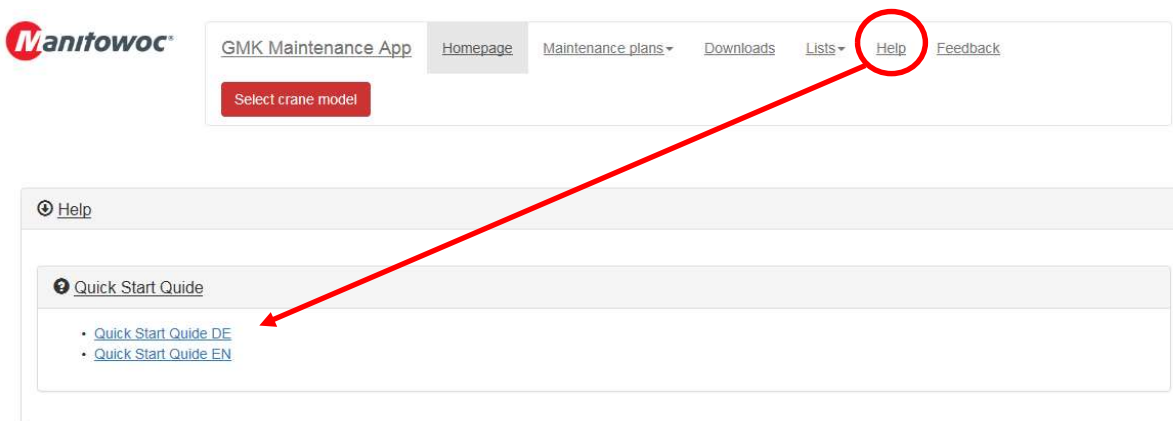 Manitowoc®
GMK Maintenance App Homepage Maintenance plans Downloads Lists Help Feedback
Select crane model
Help
Quick Start Quide
• Quick Start Quide DE
• Quick Start Quide EN